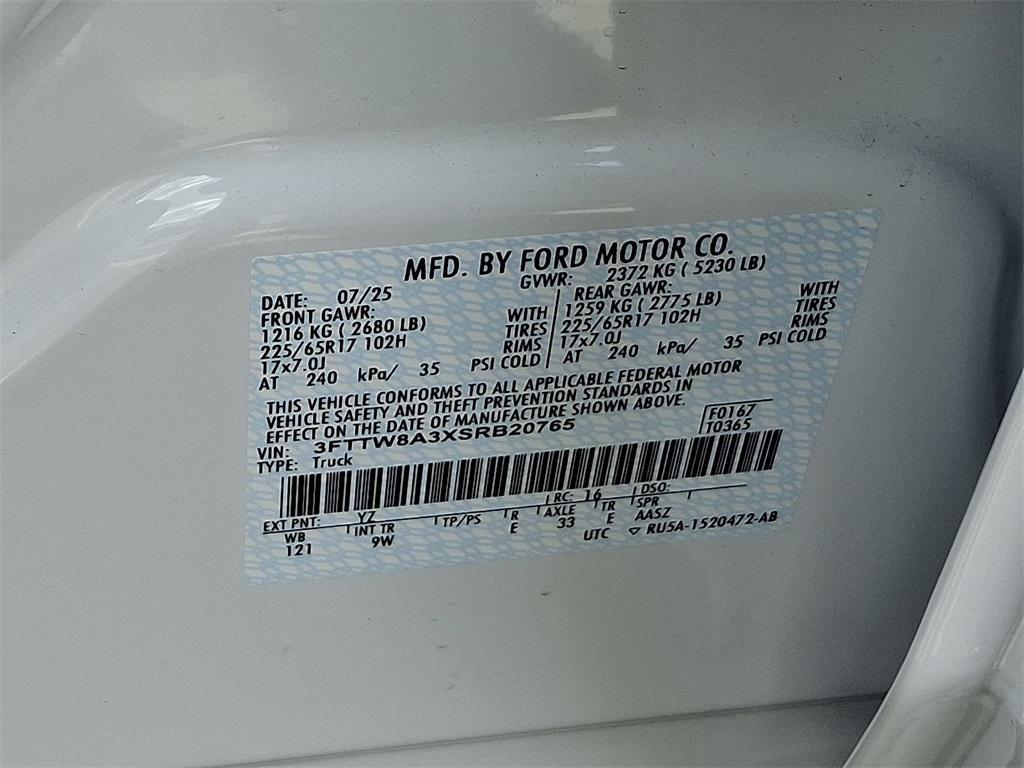 MFD. BY FORD MOTOR CO.
DATE: 07/25 GVWR: 2372 KG ( 5230 LB)
FRONT GAWR: REAR GAWR:
1216 KG ( 2680 LB) WITH 1259 KG ( 2775 LB) WITH
225/65R17 102H TIRES 225/65R17 102H TIRES
17x7.0J RIMS 17x7.0J RIMS
AT 240 kPa/ 35 PSI COLD AT 240 kPa/ 35 PSI COLD
THIS VEHICLE CONFORMS TO ALL APPLICABLE FEDERAL MOTOR
VEHICLE SAFETY AND THEFT PREVENTION STANDARDS IN
EFFECT ON THE DATE OF MANUFACTURE SHOWN ABOVE.
VIN: 3FTTW8A3XSRB20765 F0167
TYPE: Truck T0365
EXT PNT: YZ RC: 16 DSO:
WB INT TR TP/PS R AXLE TR SPR
121 9W E 33 E AASZ
UTC ▽ RU5A-1520472-AB